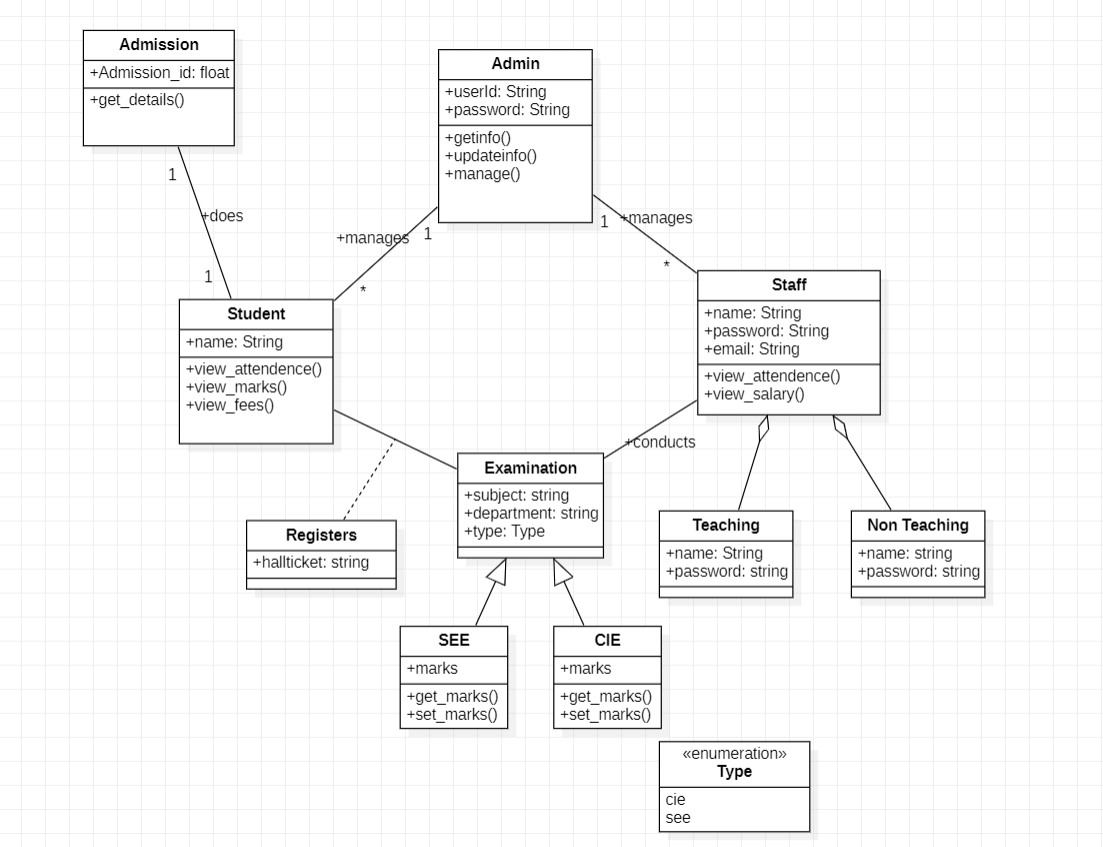 Admission
+Admission_id: float
+get_details()
Admin
+userId: String
+password: String
+getinfo()
+updateinfo()
+manage()
1
+does
1
+manages
1
*
1
+manages
*
Student
+name: String
+view_attendence()
+view_marks()
+view_fees()
Staff
+name: String
+password: String
+email: String
+view_attendence()
+view_salary()
+conducts
Examination
+subject: string
+department: string
+type: Type
Registers
+hallticket: string
Teaching
+name: String
+password: string
Non Teaching
+name: string
+password: string
SEE
+marks
+get_marks()
+set_marks()
CIE
+marks
+get_marks()
+set_marks()
«enumeration»
Type
cie
see